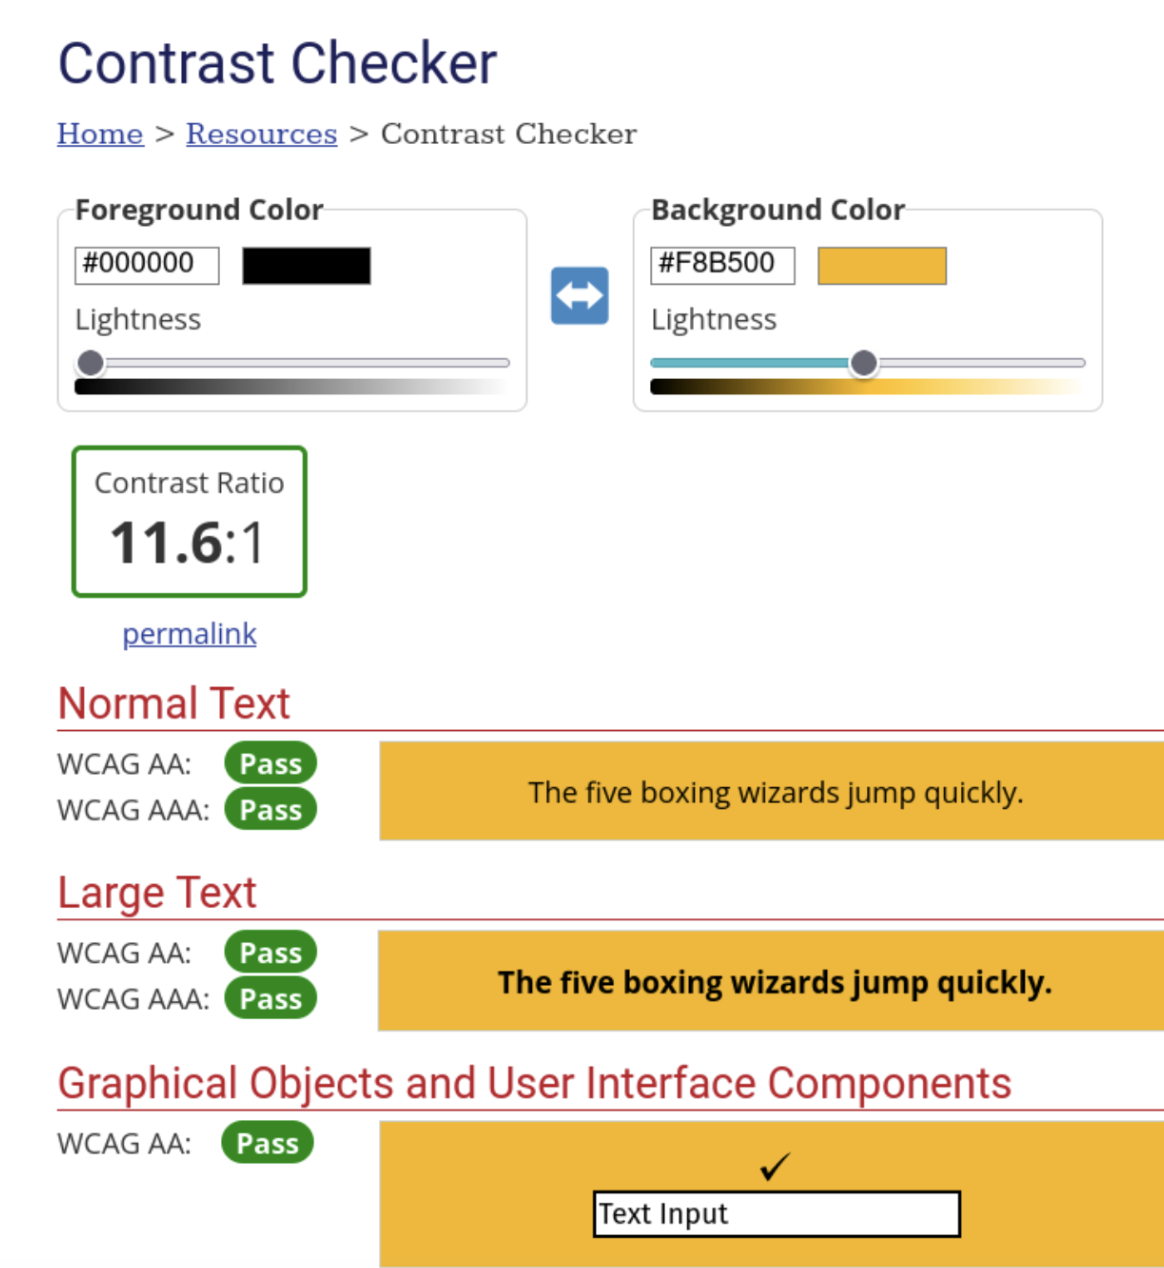 Contrast Checker
Home > Resources > Contrast Checker
Foreground Color
#000000
Lightness
Background Color
#F8B500
Lightness
Contrast Ratio
11.6:1
permalink
Normal Text
WCAG AA: Pass
WCAG AAA: Pass
The five boxing wizards jump quickly.
Large Text
WCAG AA: Pass
WCAG AAA: Pass
The five boxing wizards jump quickly.
Graphical Objects and User Interface Components
WCAG AA: Pass
✓
Text Input